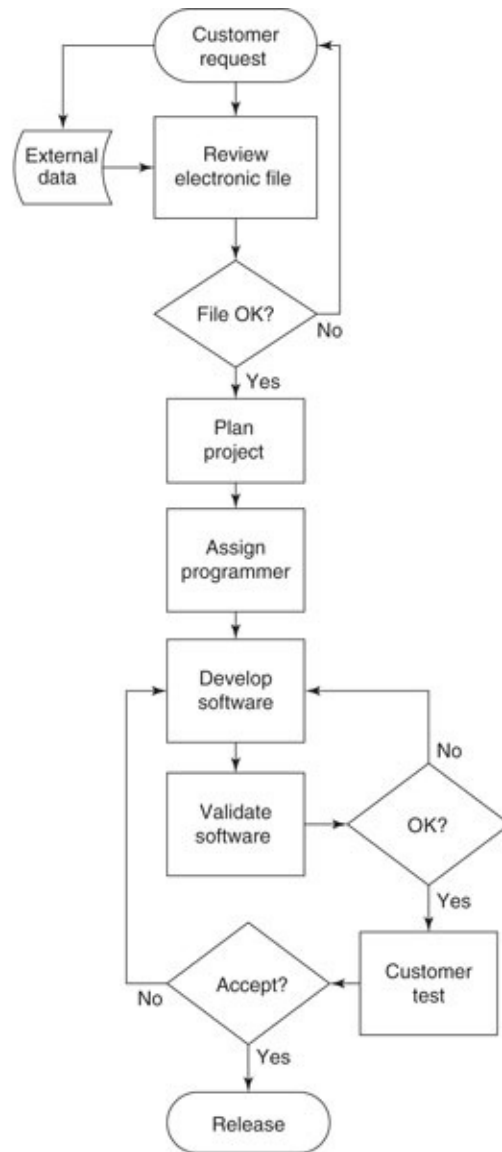 Customer
request
External
data
Review
electronic file
File OK?
No
Yes
Plan
project
Assign
programmer
Develop
software
No
Validate
software
OK?
Yes
Customer
test
Accept?
No
Yes
Release